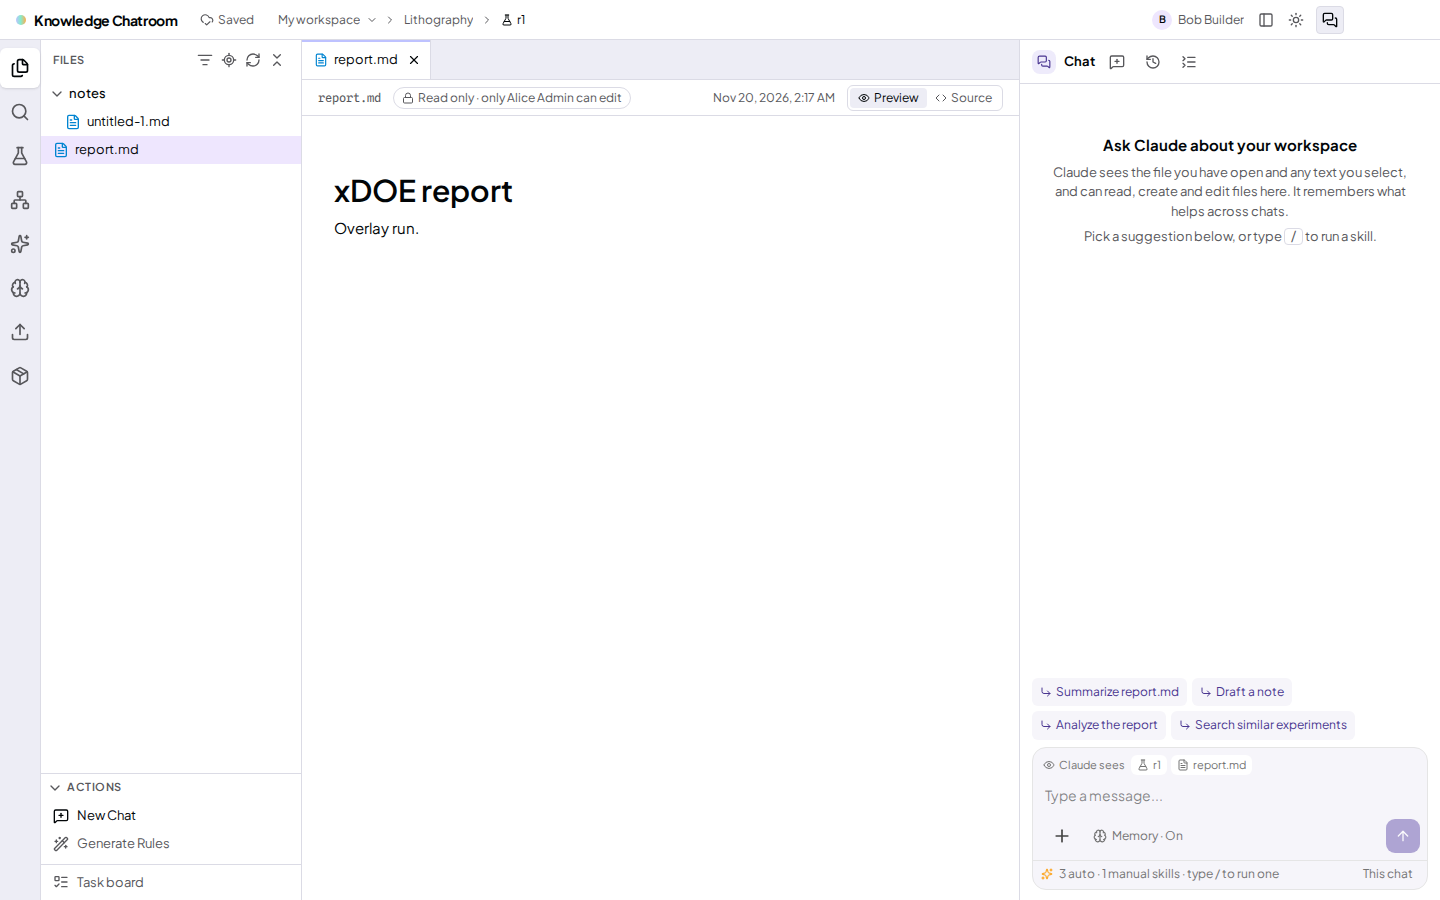 Knowledge Chatroom
Saved
My workspace
Lithography
r1
B
Bob Builder
FILES
notes
untitled-1.md
report.md
ACTIONS
New Chat
Generate Rules
Task board
report.md
report.md
Read only · only Alice Admin can edit
Nov 20, 2026, 2:17 AM
Preview
Source
xDOE report
Overlay run.
Chat
Ask Claude about your workspace
Claude sees the file you have open and any text you select,
and can read, create and edit files here. It remembers what
helps across chats.
Pick a suggestion below, or type / to run a skill.
Summarize report.md
Draft a note
Analyze the report
Search similar experiments
Claude sees
r1
report.md
Type a message...
Memory · On
3 auto · 1 manual skills · type / to run one
This chat